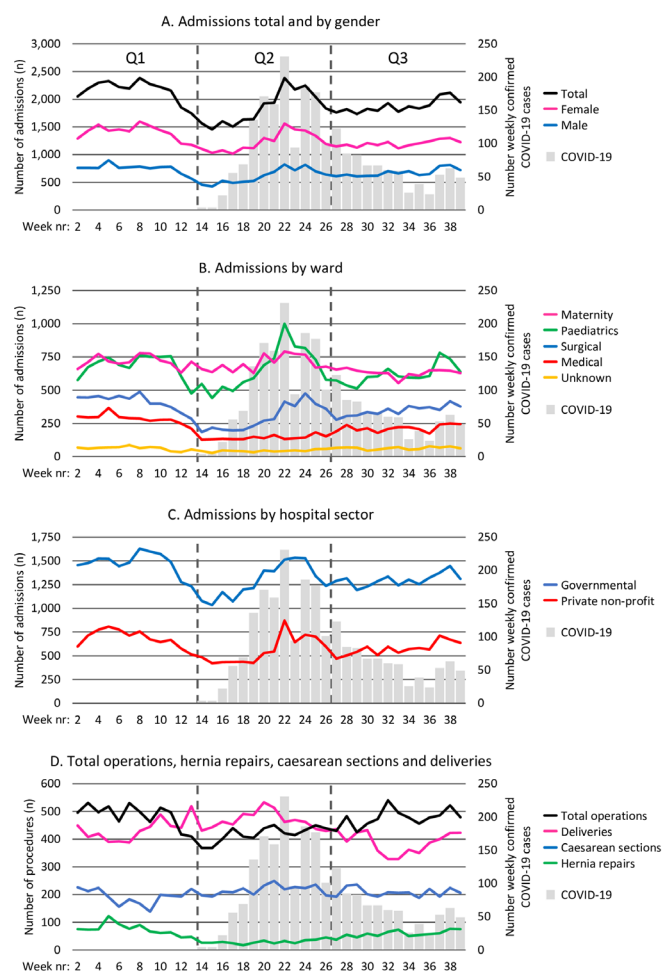 A. Admissions total and by gender
3,000
2,500
2,000
1,500
1,000
500
0
Number of admissions (n)
Q1 Q2 Q3
250
200
150
100
50
0
Number weekly confirmed
COVID-19 cases
Total
Female
Male
COVID-19
Week nr: 2 4 6 8 10 12 14 16 18 20 22 24 26 28 30 32 34 36 38
B. Admissions by ward
1,250
1,000
750
500
250
0
Number of admissions (n)
250
200
150
100
50
0
Number weekly confirmed
COVID-19 cases
Maternity
Paediatrics
Surgical
Medical
Unknown
COVID-19
Week nr: 2 4 6 8 10 12 14 16 18 20 22 24 26 28 30 32 34 36 38
C. Admissions by hospital sector
1,750
1,500
1,250
1,000
750
500
250
0
Number of admissions (n)
250
200
150
100
50
0
Number weekly confirmed
COVID-19 cases
Governmental
Private non-profit
COVID-19
Week nr: 2 4 6 8 10 12 14 16 18 20 22 24 26 28 30 32 34 36 38
D. Total operations, hernia repairs, caesarean sections and deliveries
600
500
400
300
200
100
0
Number of procedures (n)
250
200
150
100
50
0
Number weekly confirmed
COVID-19 cases
Total operations
Deliveries
Caesarean sections
Hernia repairs
COVID-19
Week nr: 2 4 6 8 10 12 14 16 18 20 22 24 26 28 30 32 34 36 38